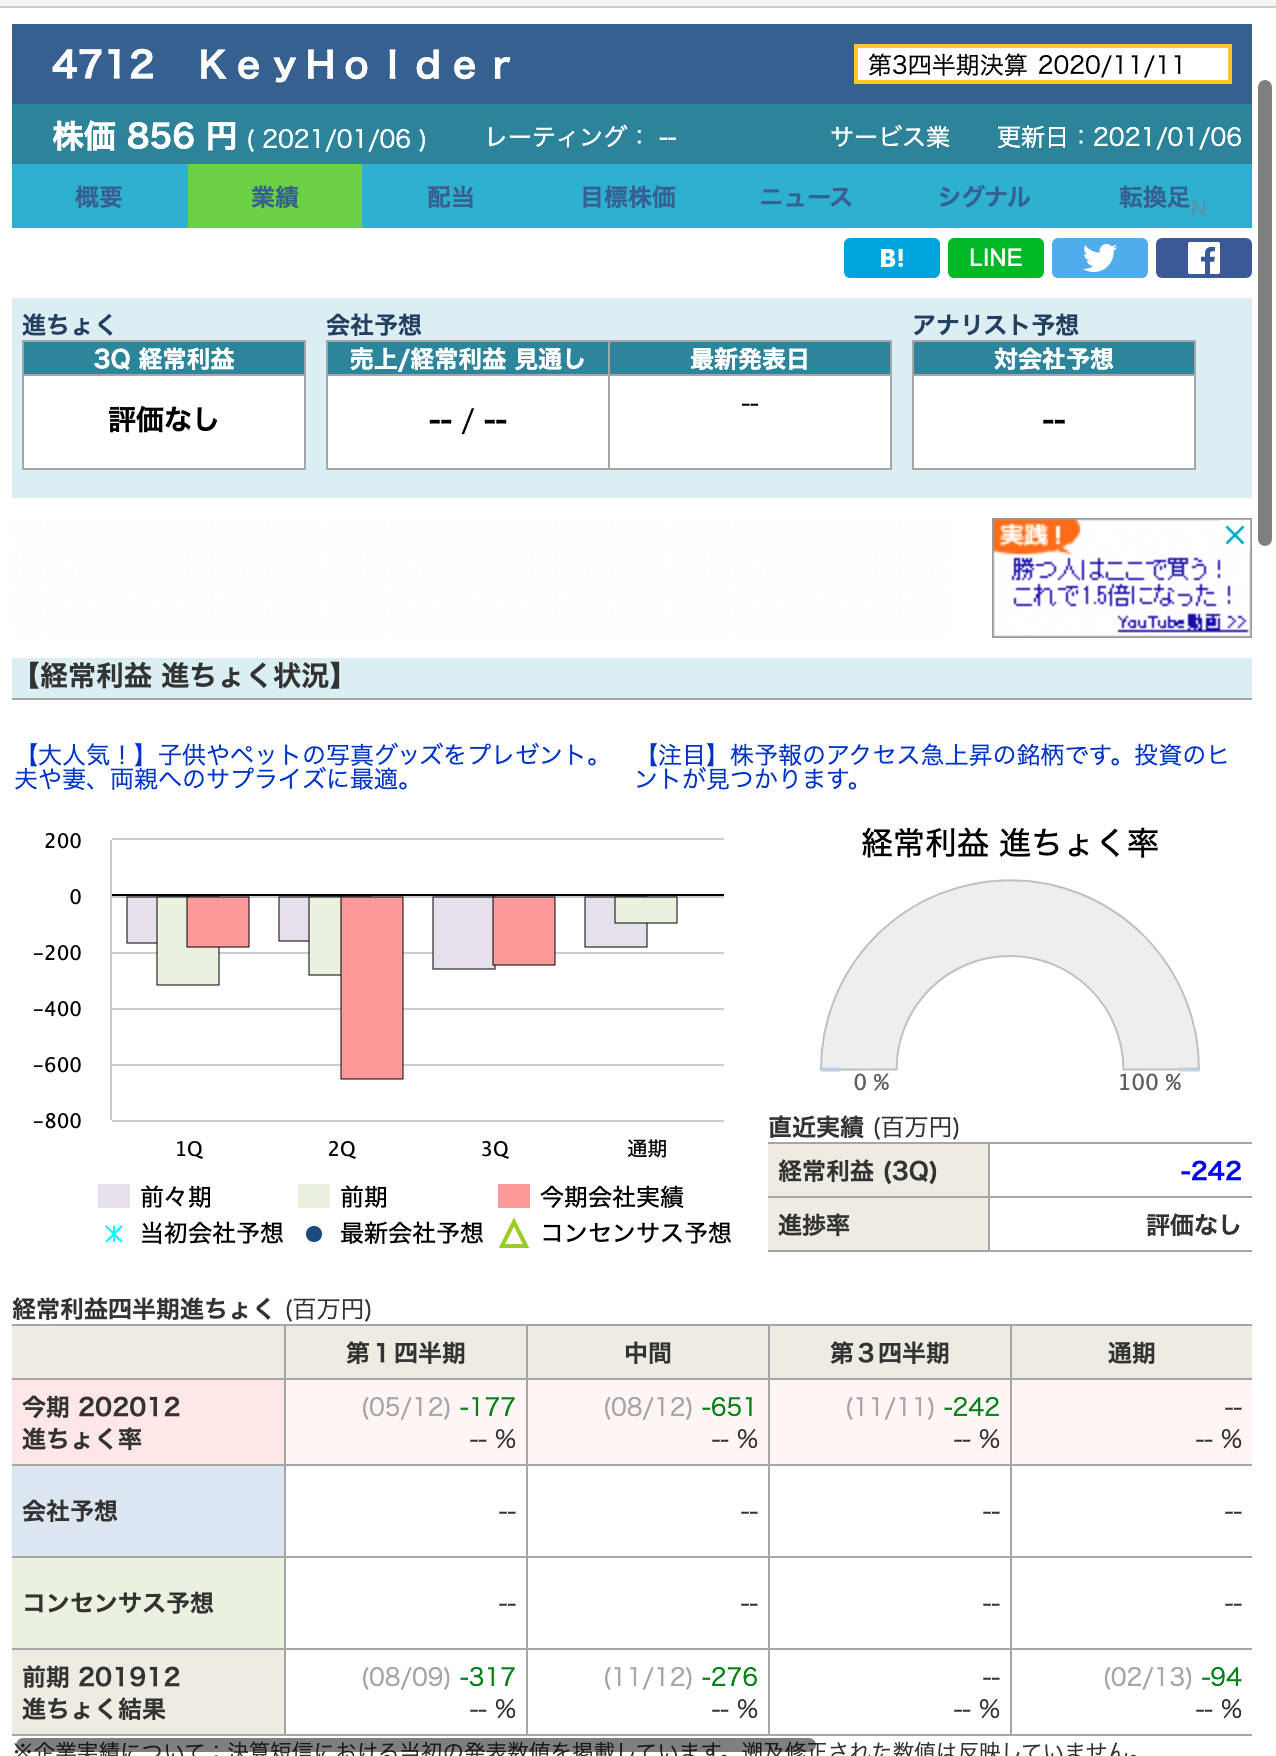 4712　ＫｅｙＨｏｌｄｅｒ
第3四半期決算 2020/11/11
株価 856 円 ( 2021/01/06 )　レーティング： --　サービス業　更新日：2021/01/06
概要　業績　配当　目標株価　ニュース　シグナル　転換足
N
B!　LINE
進ちょく　会社予想　アナリスト予想
3Q 経常利益　売上/経常利益 見通し　最新発表日　対会社予想
評価なし　-- / --　--　--
実践！
勝つ人はここで買う！
これで1.5倍になった！
YouTube動画 >>
【経常利益 進ちょく状況】
【大人気！】子供やペットの写真グッズをプレゼント。
夫や妻、両親へのサプライズに最適。
【注目】株予報のアクセス急上昇の銘柄です。投資のヒ
ントが見つかります。
200
0
-200
-400
-600
-800
1Q　2Q　3Q　通期
前々期　前期　今期会社実績
当初会社予想　最新会社予想　コンセンサス予想
経常利益 進ちょく率
0 %　100 %
直近実績 (百万円)
経常利益 (3Q)　-242
進捗率　評価なし
経常利益四半期進ちょく (百万円)
第１四半期　中間　第３四半期　通期
今期 202012　(05/12) -177　(08/12) -651　(11/11) -242　--
進ちょく率　-- %　-- %　-- %　-- %
会社予想　--　--　--　--
コンセンサス予想　--　--　--　--
前期 201912　(08/09) -317　(11/12) -276　--　(02/13) -94
進ちょく結果　-- %　-- %　-- %　-- %
※企業実績について：決算短信における当初の発表数値を掲載しています。遡及修正された数値は反映していません。